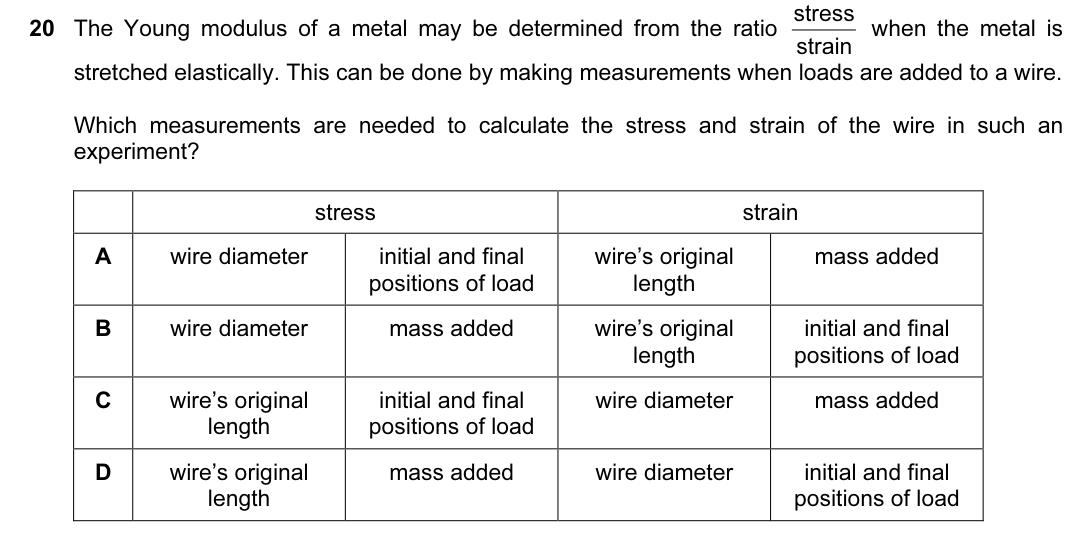 20 The Young modulus of a metal may be determined from the ratio stress/strain when the metal is
stretched elastically. This can be done by making measurements when loads are added to a wire.
Which measurements are needed to calculate the stress and strain of the wire in such an
experiment?
stress strain
A wire diameter initial and final positions of load wire’s original length mass added
B wire diameter mass added wire’s original length initial and final positions of load
C wire’s original length initial and final positions of load wire diameter mass added
D wire’s original length mass added wire diameter initial and final positions of load